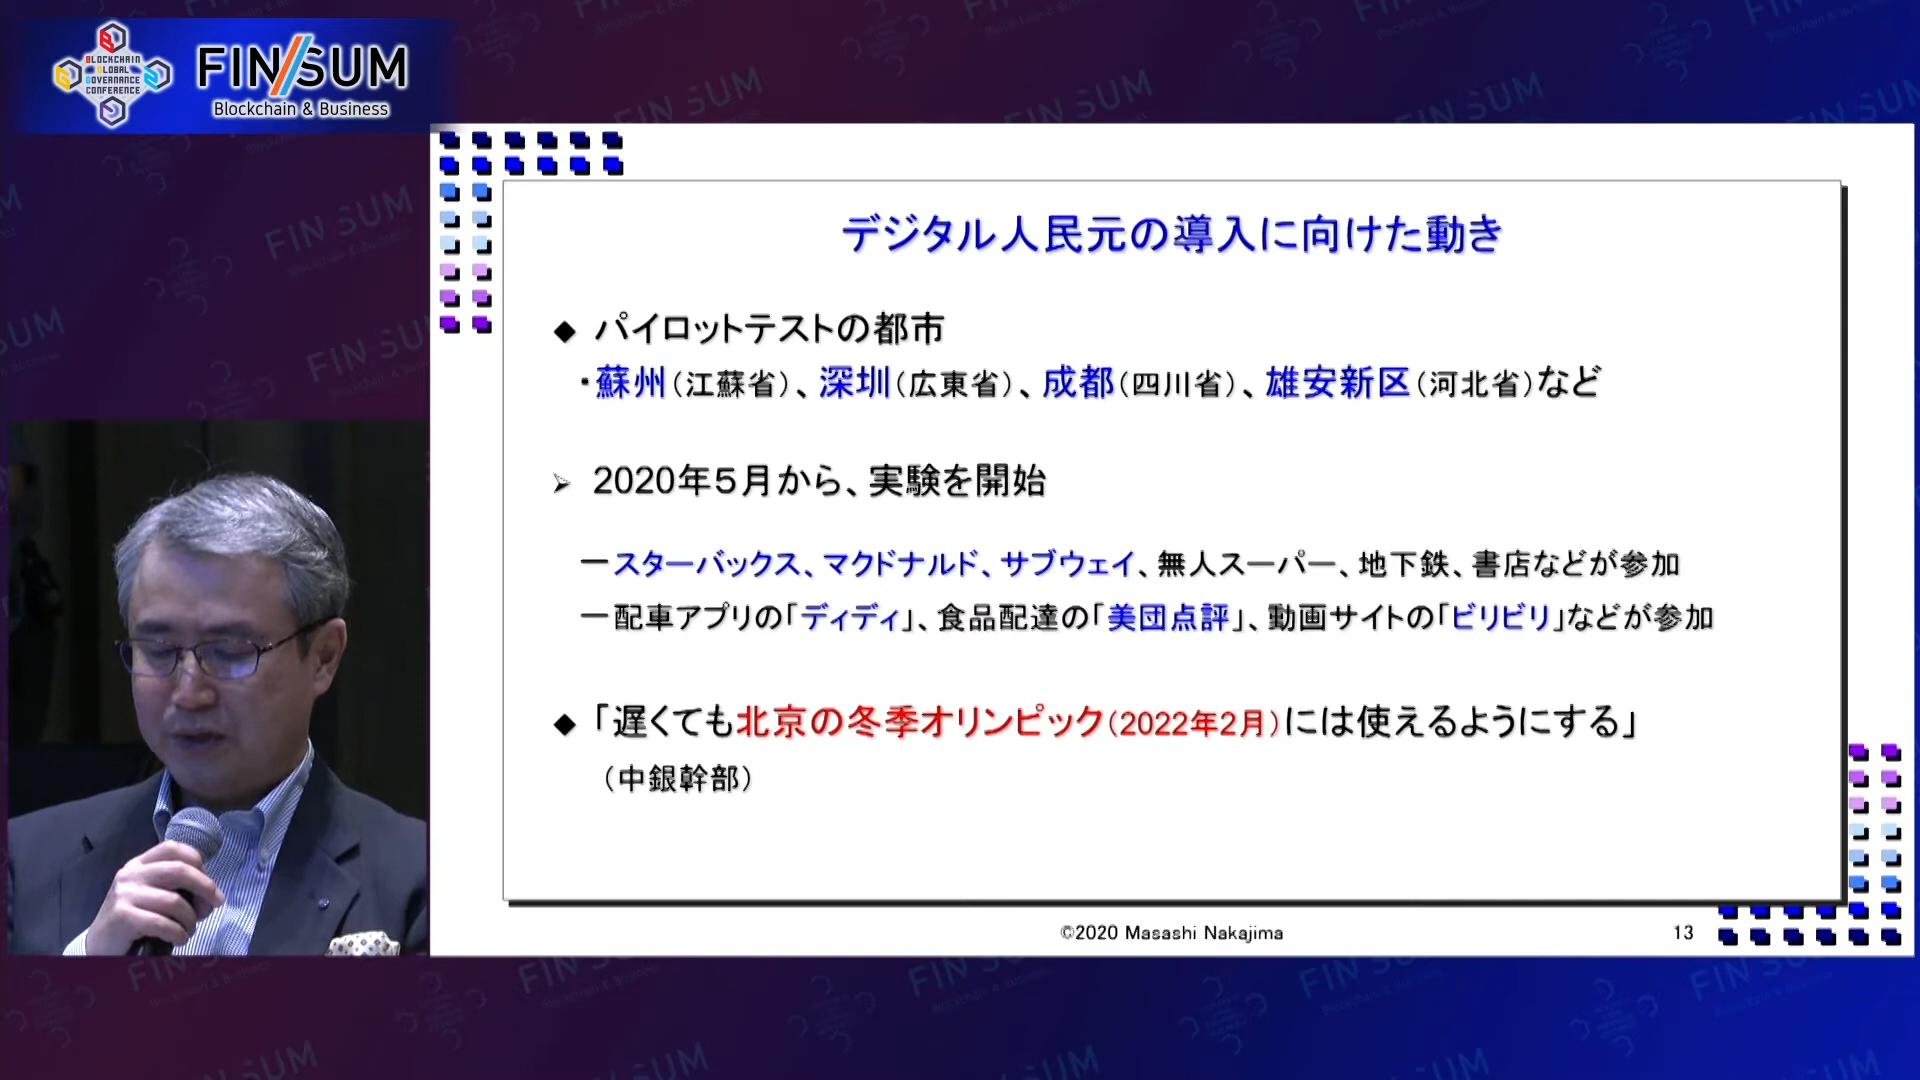 BLOCKCHAIN
GLOBAL
GOVERNANCE
CONFERENCE
FIN/SUM
Blockchain & Business
デジタル人民元の導入に向けた動き
◆ パイロットテストの都市
・蘇州（江蘇省）、深圳（広東省）、成都（四川省）、雄安新区（河北省）など
➢ 2020年５月から、実験を開始
－スターバックス、マクドナルド、サブウェイ、無人スーパー、地下鉄、書店などが参加
－配車アプリの「ディディ」、食品配達の「美団点評」、動画サイトの「ビリビリ」などが参加
◆ 「遅くても北京の冬季オリンピック（2022年2月）には使えるようにする」
（中銀幹部）
©2020 Masashi Nakajima
13